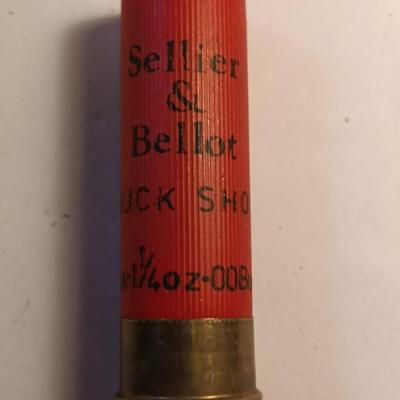 Sellier
&
Bellot
UCK SHO
1¼oz-00B